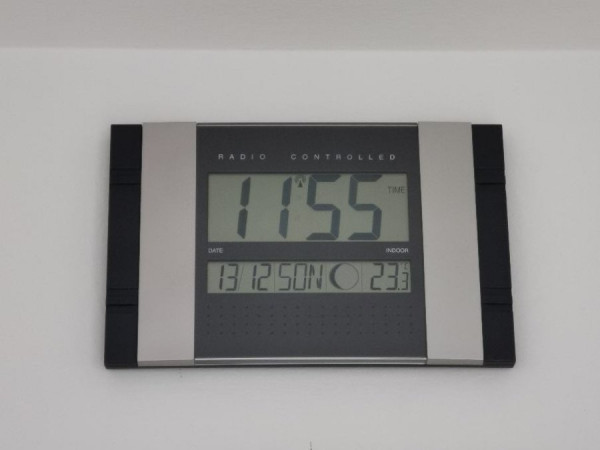 RADIO CONTROLLED
11:55 TIME
DATE INDOOR
13/12 SON 23.3°C